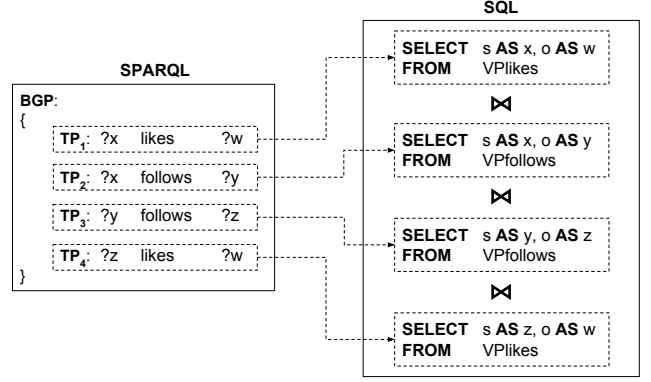 SPARQL
BGP:
{
TP1: ?x likes ?w
TP2: ?x follows ?y
TP3: ?y follows ?z
TP4: ?z likes ?w
}
SQL
SELECT s AS x, o AS w
FROM VPlikes
⋈
SELECT s AS x, o AS y
FROM VPfollows
⋈
SELECT s AS y, o AS z
FROM VPfollows
⋈
SELECT s AS z, o AS w
FROM VPlikes